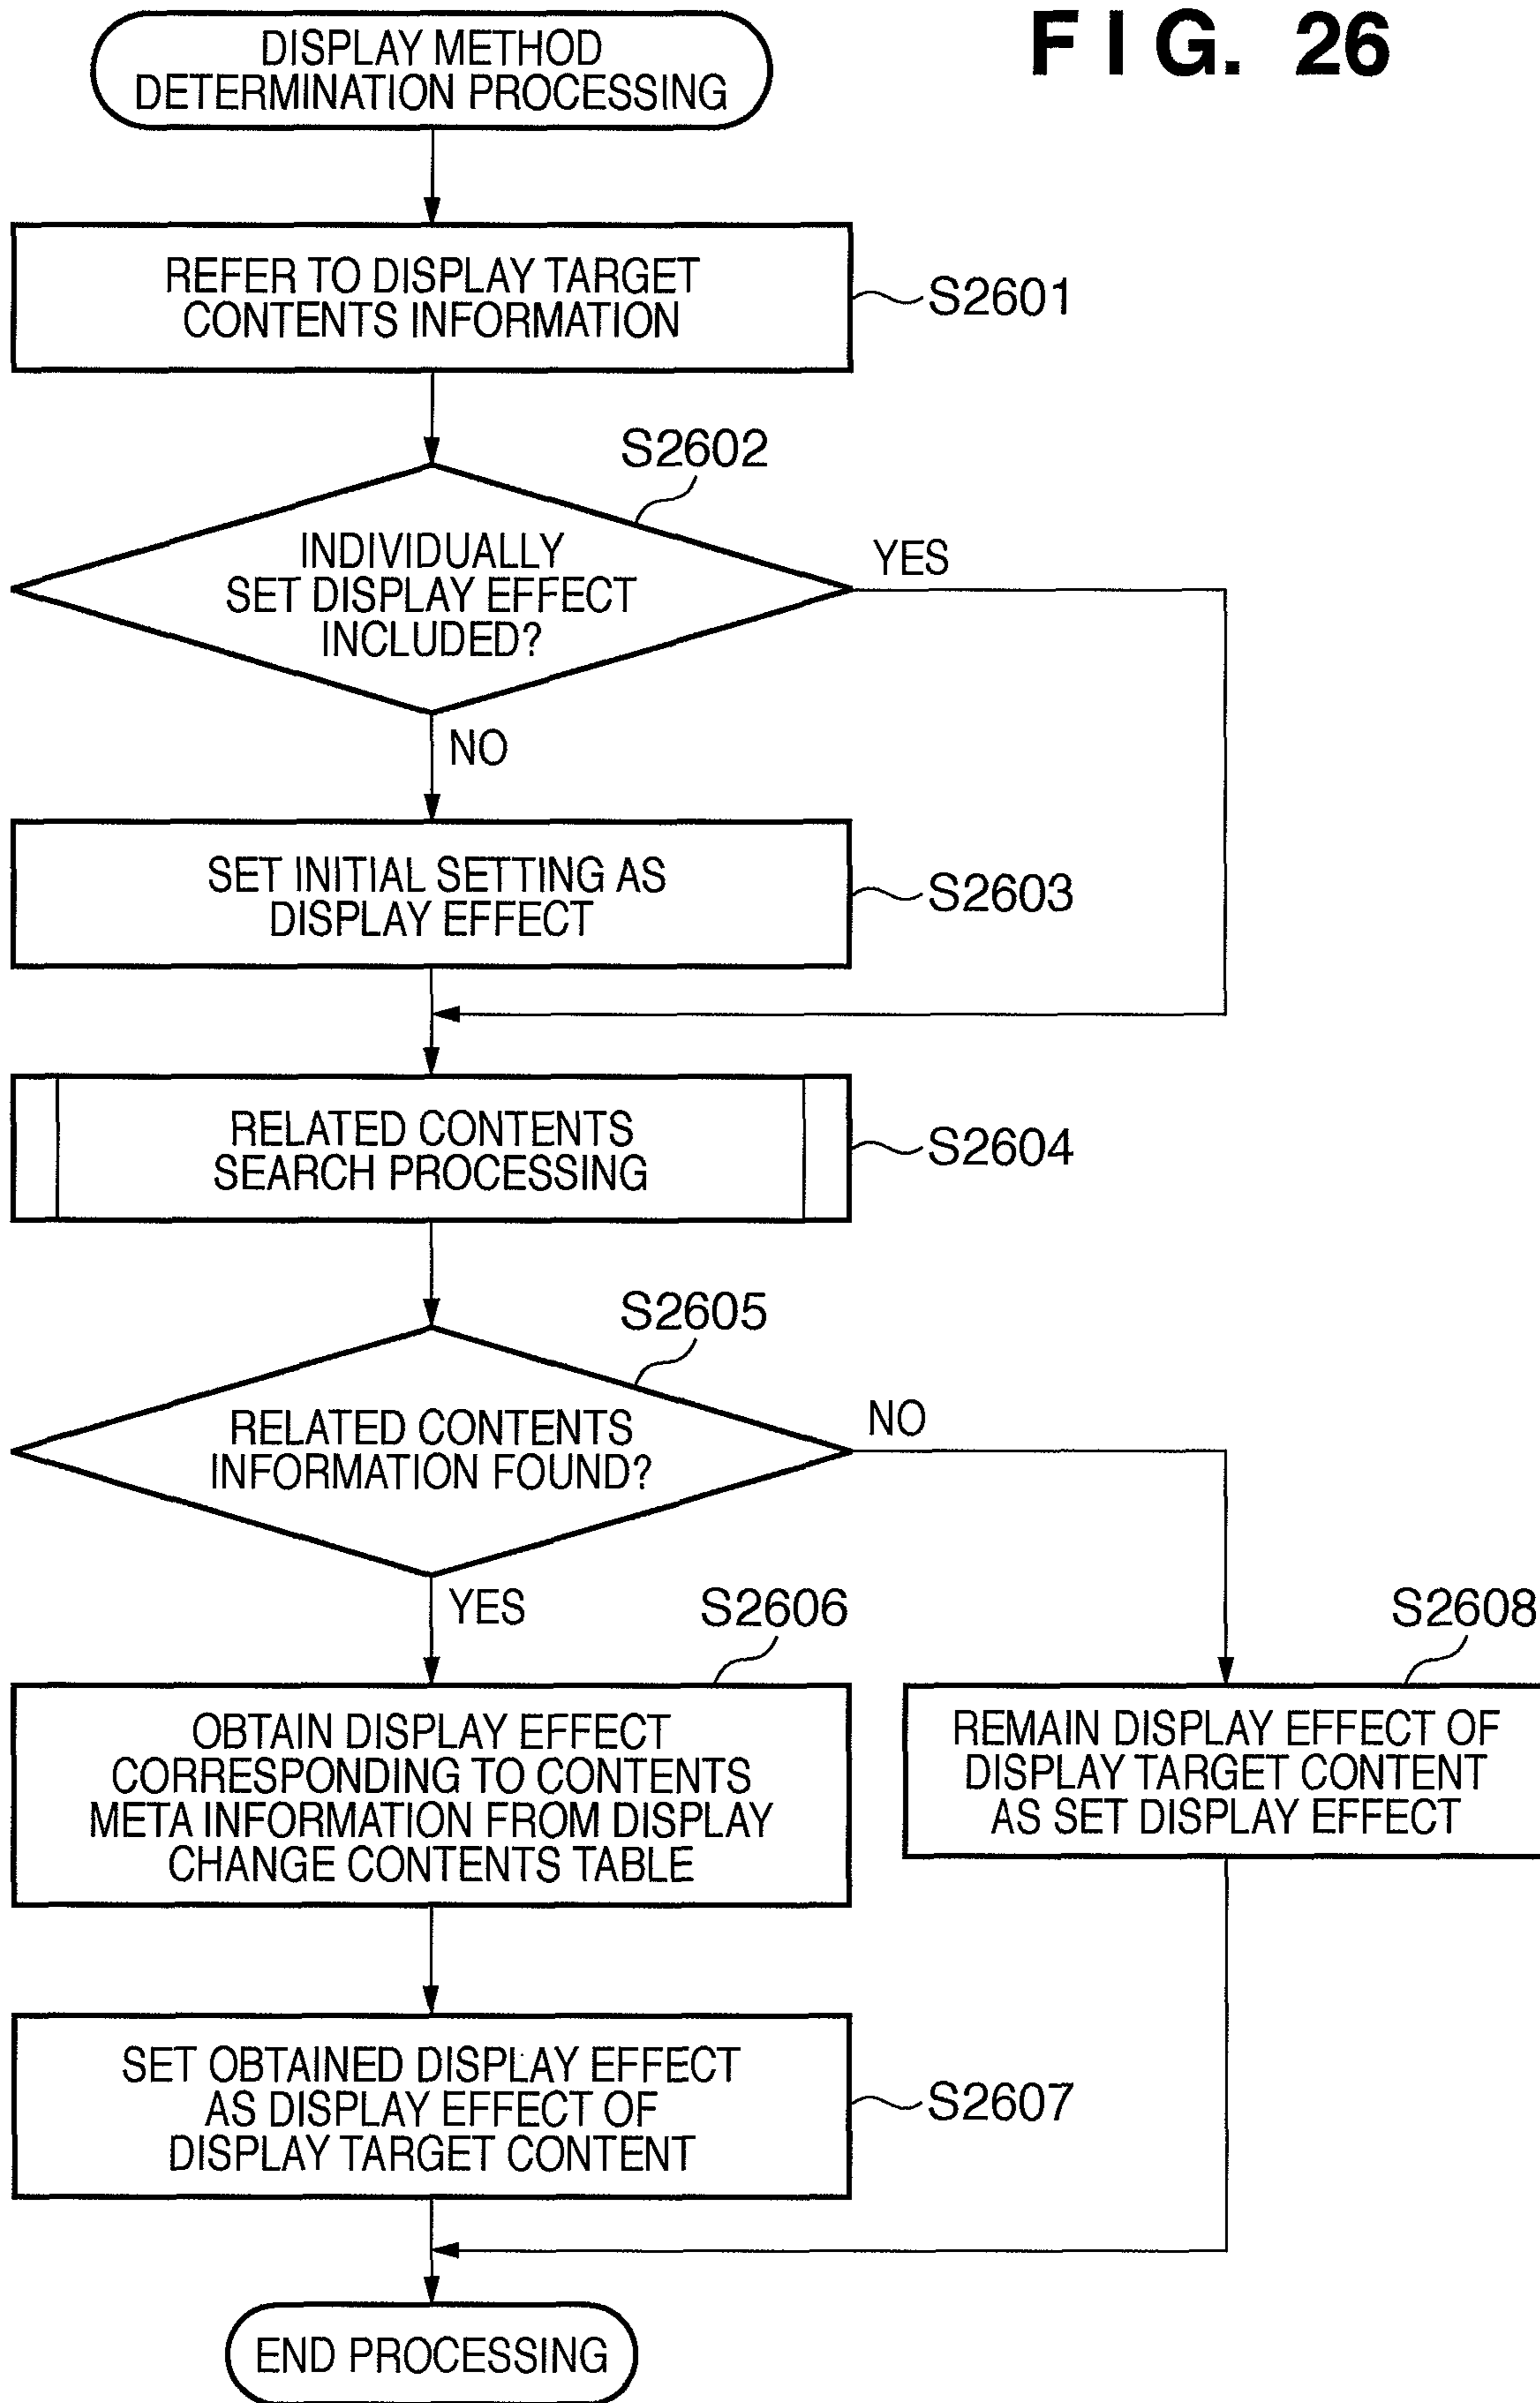 FIG. 26
DISPLAY METHOD
DETERMINATION PROCESSING
REFER TO DISPLAY TARGET
CONTENTS INFORMATION
S2601
S2602
INDIVIDUALLY
SET DISPLAY EFFECT
INCLUDED?
YES
NO
SET INITIAL SETTING AS
DISPLAY EFFECT
S2603
RELATED CONTENTS
SEARCH PROCESSING
S2604
S2605
RELATED CONTENTS
INFORMATION FOUND?
NO
YES
S2606
OBTAIN DISPLAY EFFECT
CORRESPONDING TO CONTENTS
META INFORMATION FROM DISPLAY
CHANGE CONTENTS TABLE
S2608
REMAIN DISPLAY EFFECT OF
DISPLAY TARGET CONTENT
AS SET DISPLAY EFFECT
SET OBTAINED DISPLAY EFFECT
AS DISPLAY EFFECT OF
DISPLAY TARGET CONTENT
S2607
END PROCESSING